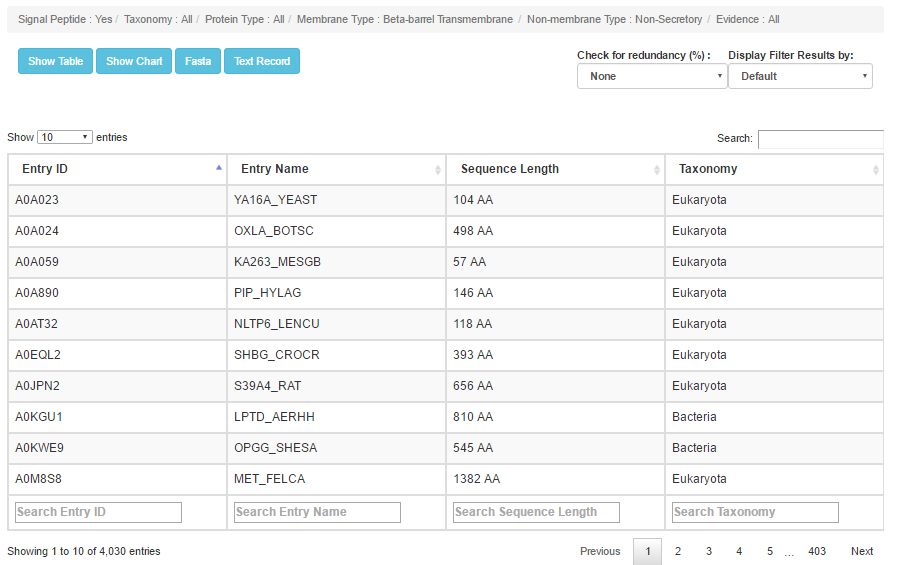 Signal Peptide : Yes / Taxonomy : All / Protein Type : All / Membrane Type : Beta-barrel Transmembrane / Non-membrane Type : Non-Secretory / Evidence : All
Check for redundancy (%) : Display Filter Results by:
Show Table Show Chart Fasta Text Record None Default
Show 10 entries Search:
Entry ID Entry Name Sequence Length Taxonomy
A0A023 YA16A_YEAST 104 AA Eukaryota
A0A024 OXLA_BOTSC 498 AA Eukaryota
A0A059 KA263_MESGB 57 AA Eukaryota
A0A890 PIP_HYLAG 146 AA Eukaryota
A0AT32 NLTP6_LENCU 118 AA Eukaryota
A0EQL2 SHBG_CROCR 393 AA Eukaryota
A0JPN2 S39A4_RAT 656 AA Eukaryota
A0KGU1 LPTD_AERHH 810 AA Bacteria
A0KWE9 OPGG_SHESA 545 AA Bacteria
A0M8S8 MET_FELCA 1382 AA Eukaryota
Search Entry ID Search Entry Name Search Sequence Length Search Taxonomy
Showing 1 to 10 of 4,030 entries Previous 1 2 3 4 5 ... 403 Next